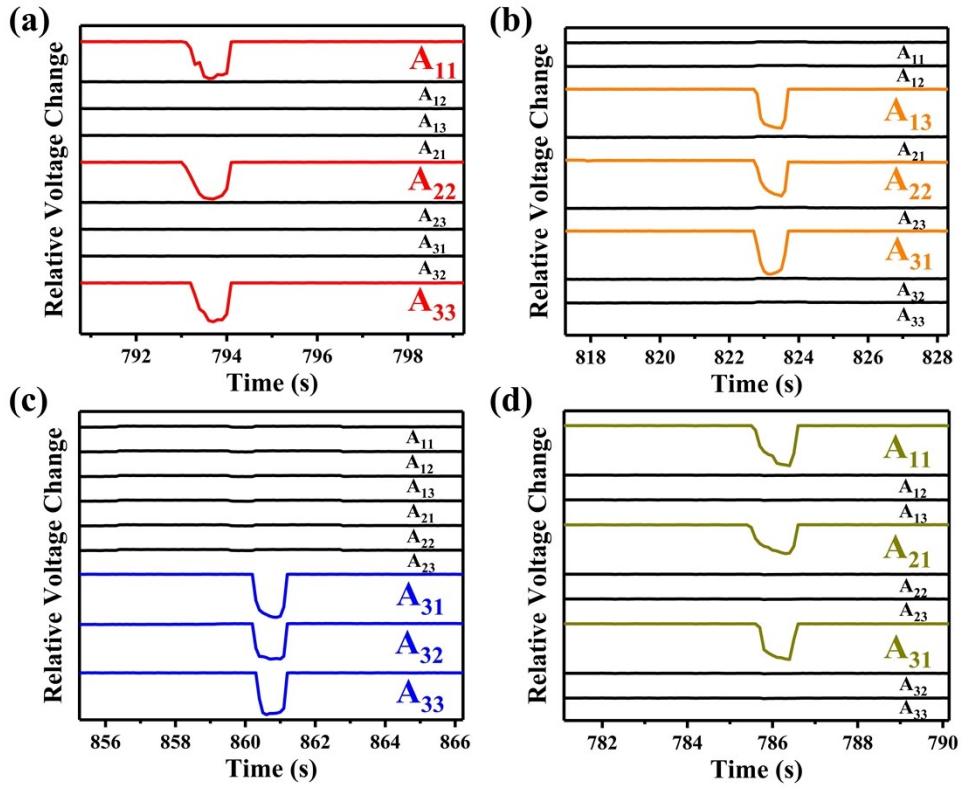 (a)
Relative Voltage Change
A11
A12
A13
A21
A22
A23
A31
A32
A33
792 794 796 798
Time (s)
(b)
Relative Voltage Change
A11
A12
A13
A21
A22
A23
A31
A32
A33
818 820 822 824 826 828
Time (s)
(c)
Relative Voltage Change
A11
A12
A13
A21
A22
A23
A31
A32
A33
856 858 860 862 864 866
Time (s)
(d)
Relative Voltage Change
A11
A12
A13
A21
A22
A23
A31
A32
A33
782 784 786 788 790
Time (s)